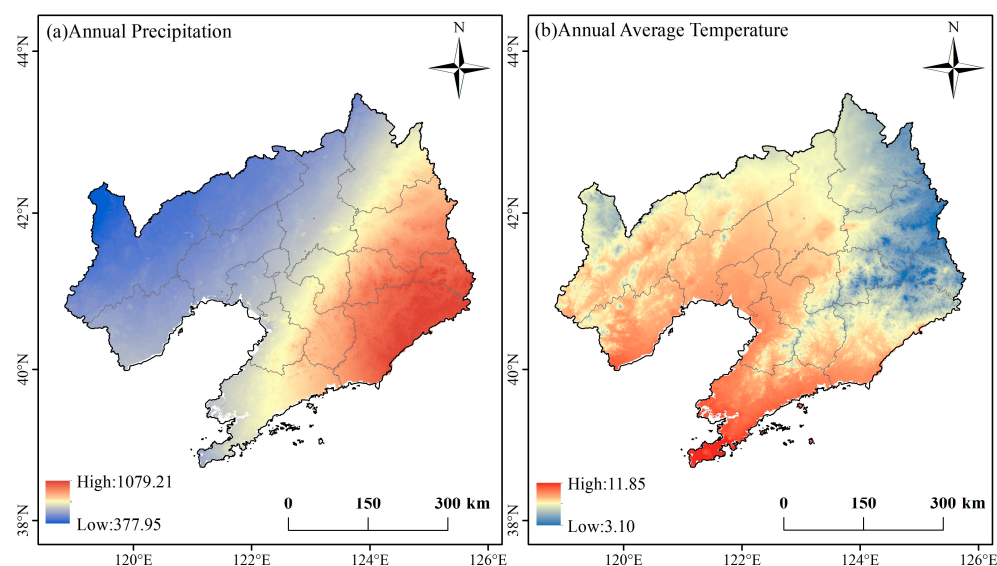 (a)Annual Precipitation
N
44°N
42°N
40°N
38°N
High:1079.21
Low:377.95
0 150 300 km
120°E 122°E 124°E 126°E
(b)Annual Average Temperature
N
44°N
42°N
40°N
38°N
High:11.85
Low:3.10
0 150 300 km
120°E 122°E 124°E 126°E